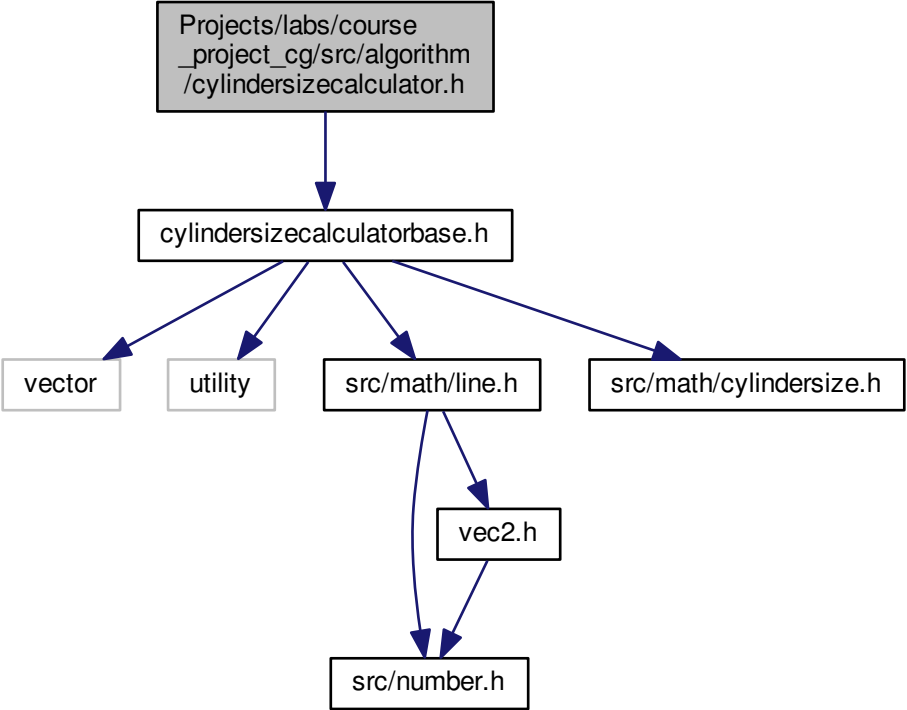 Projects/labs/course
_project_cg/src/algorithm
/cylindersizecalculator.h
cylindersizecalculatorbase.h
vector
utility
src/math/line.h
src/math/cylindersize.h
vec2.h
src/number.h